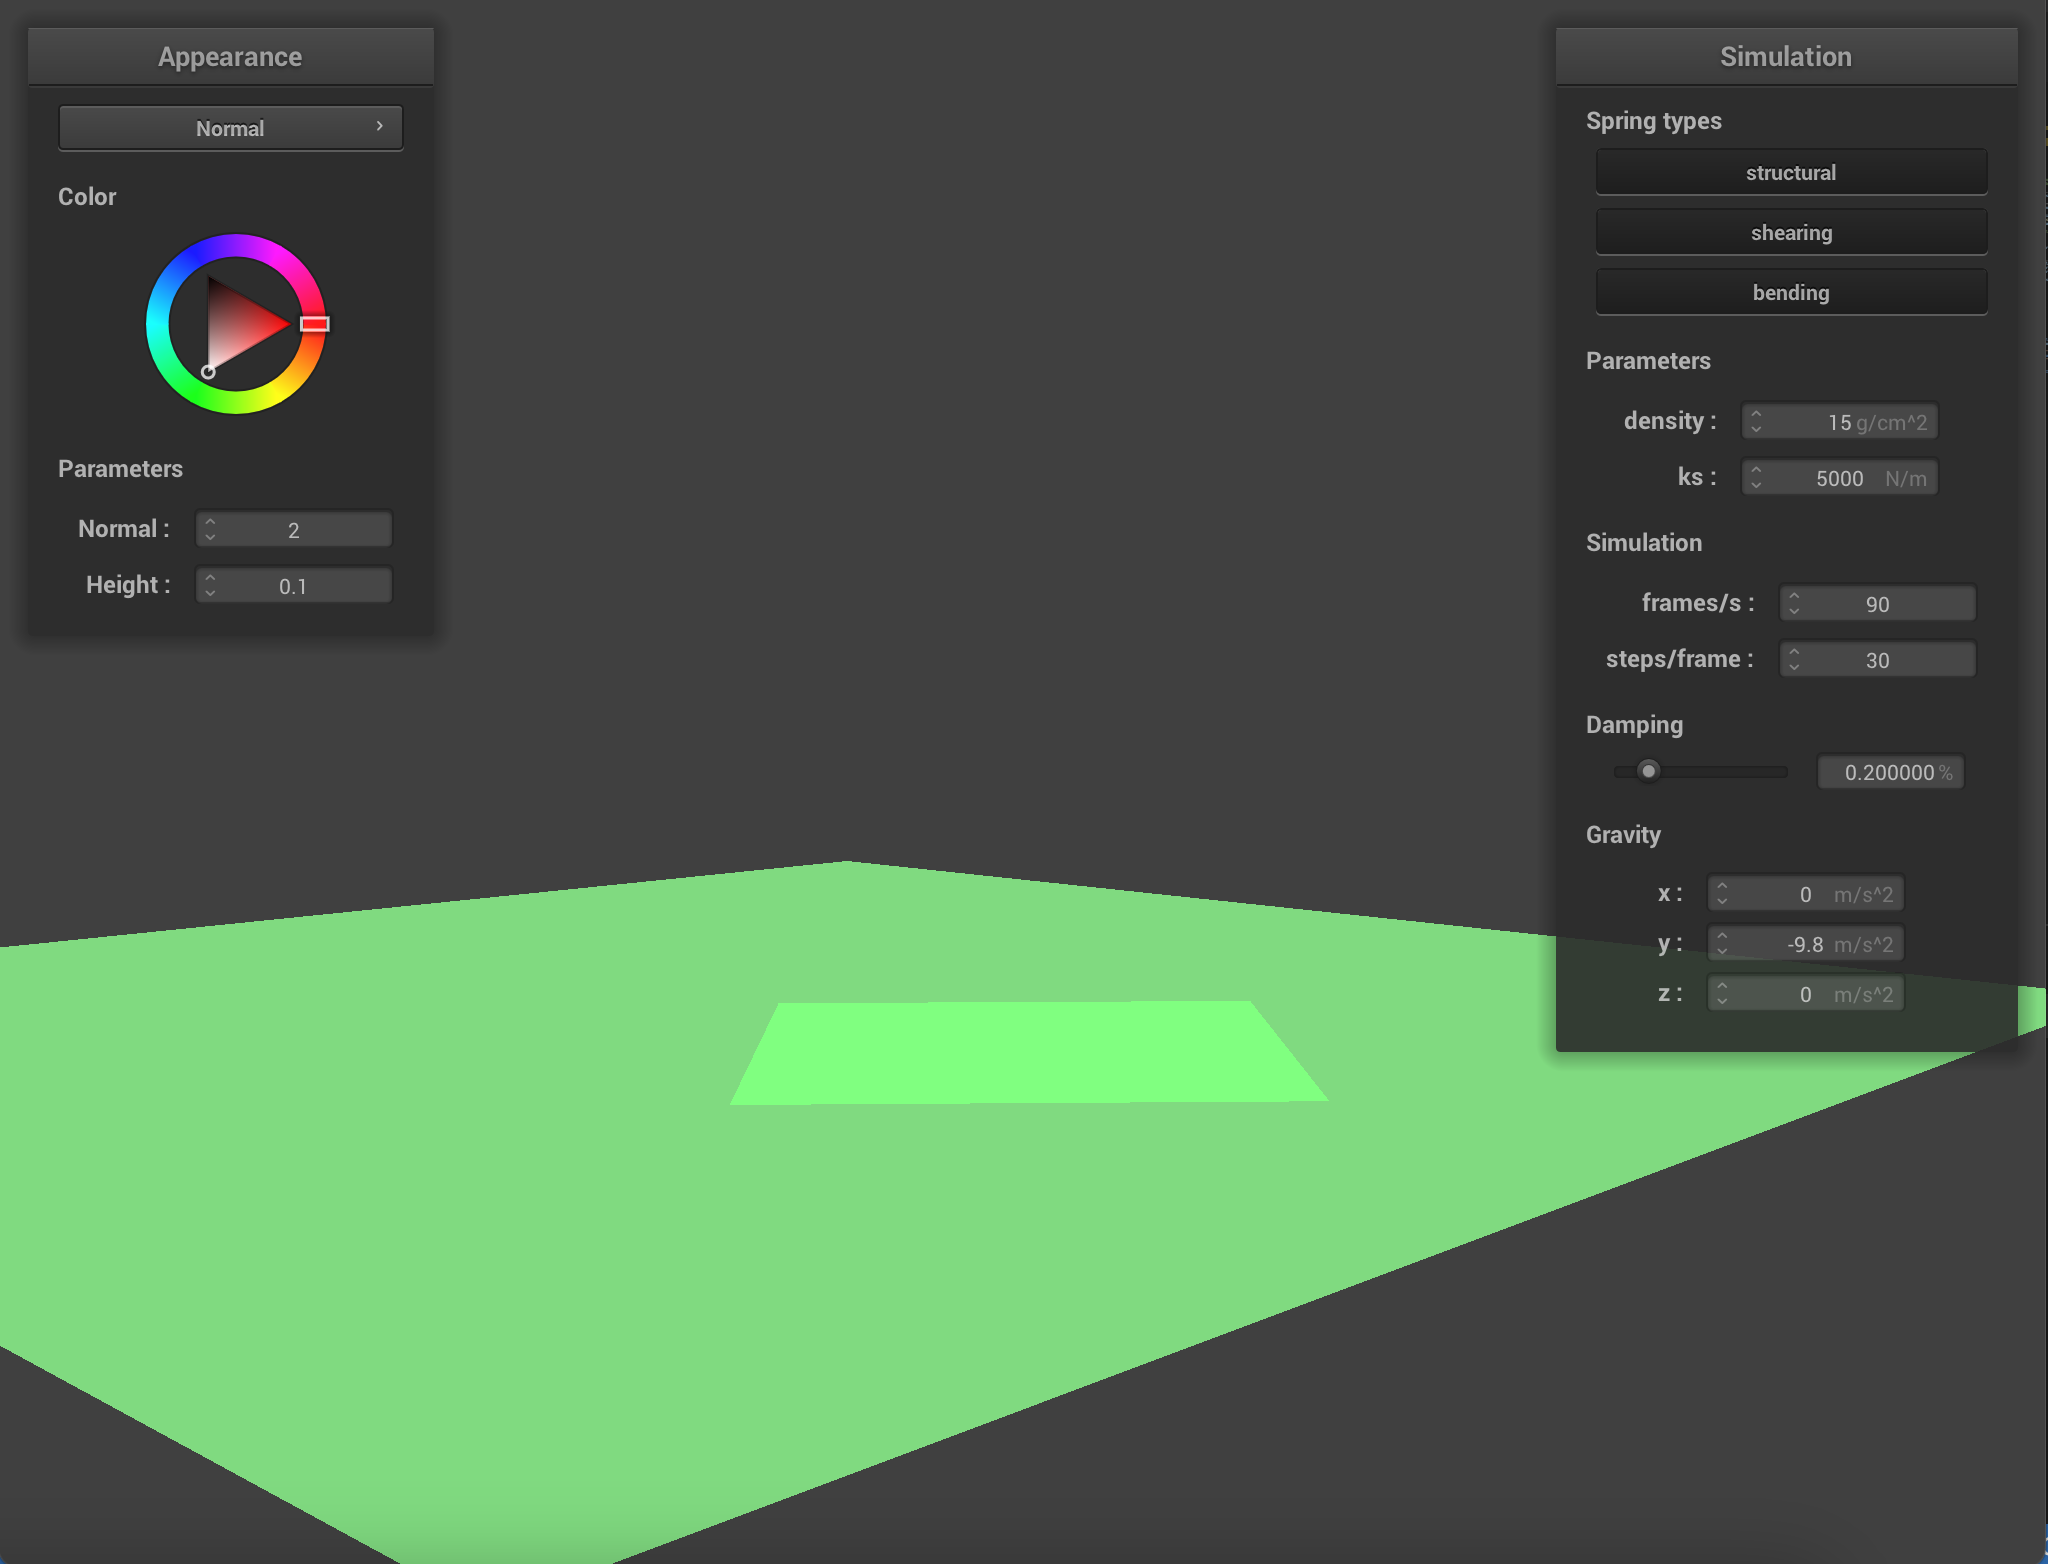 Appearance
Normal
Color
Parameters
Normal : 2
Height : 0.1
Simulation
Spring types
structural
shearing
bending
Parameters
density : 15 g/cm^2
ks : 5000 N/m
Simulation
frames/s : 90
steps/frame : 30
Damping
0.200000 %
Gravity
x : 0 m/s^2
y : -9.8 m/s^2
z : 0 m/s^2